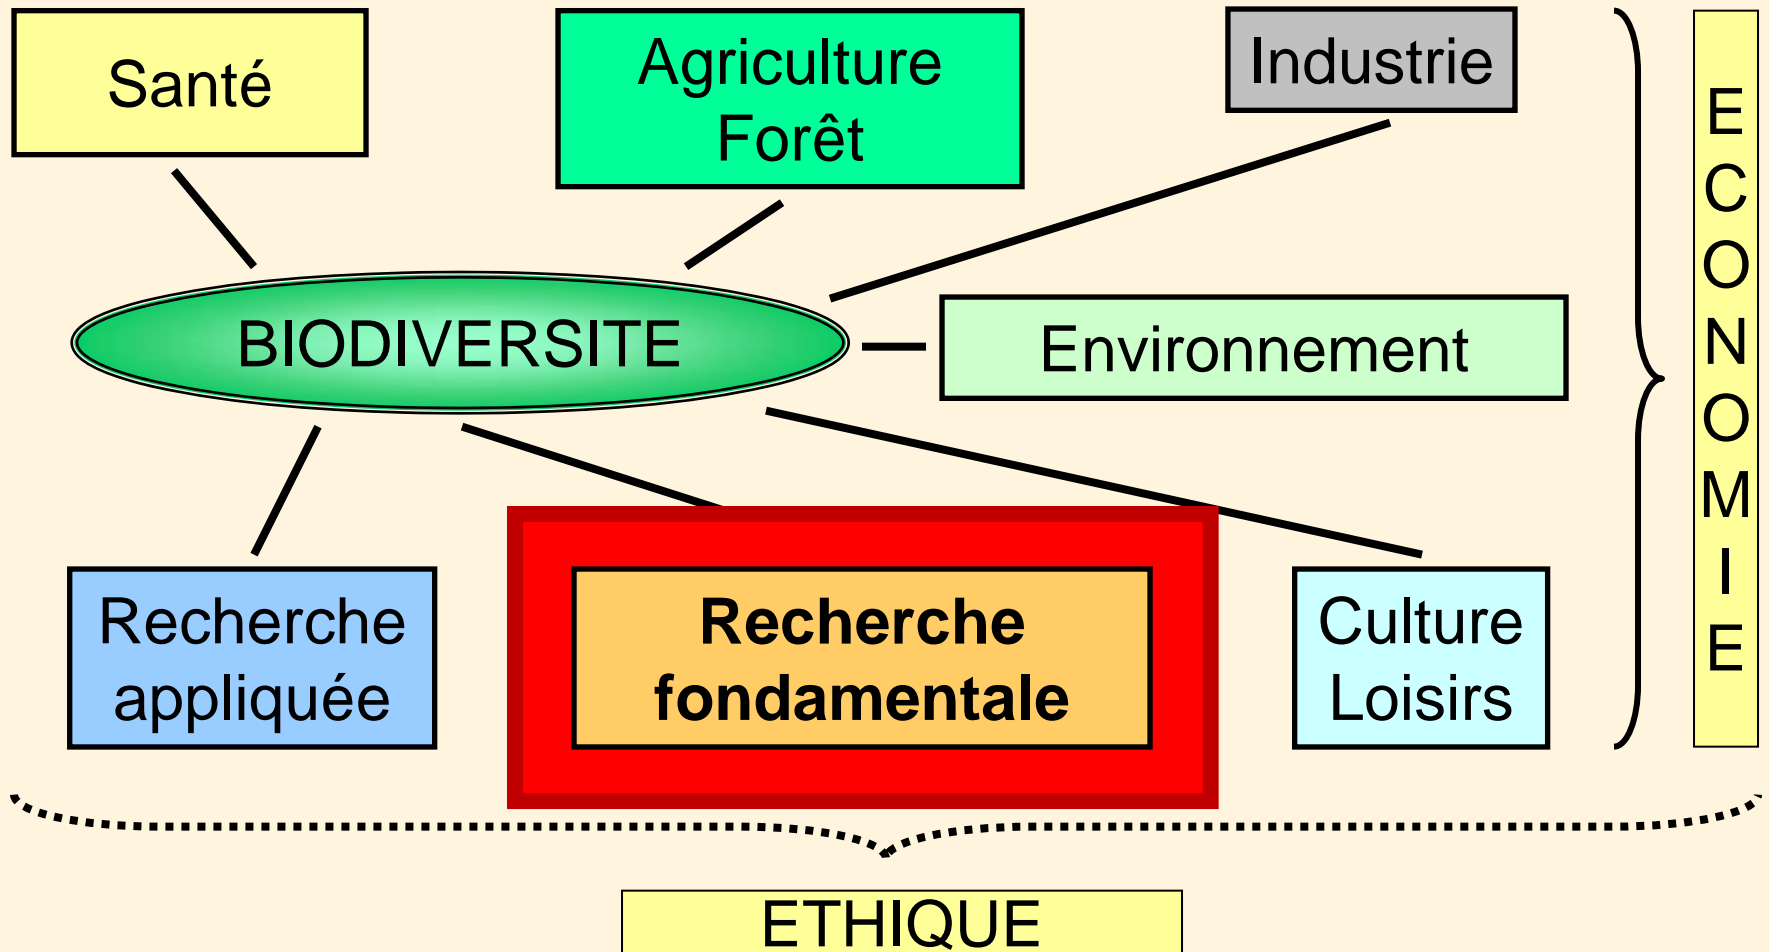 Santé
Agriculture
Forêt
Industrie
BIODIVERSITE
Environnement
Recherche
appliquée
Recherche
fondamentale
Culture
Loisirs
E
C
O
N
O
M
I
E
ETHIQUE